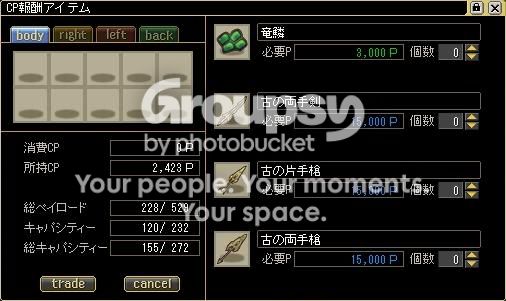 CP報酬アイテム
body right left back
消費CP 0 P
所持CP 2,423 P
総ペイロード 228/ 528
キャパシティー 120/ 232
総キャパシティー 155/ 272
trade cancel
竜鱗
必要P 3,000 P 個数 0
古の両手剣
必要P 15,000 P 個数 0
古の片手槍
必要P 15,000 P 個数 0
古の両手槍
必要P 15,000 P 個数 0
Groupsy
by photobucket
Your people. Your moments.
Your space.